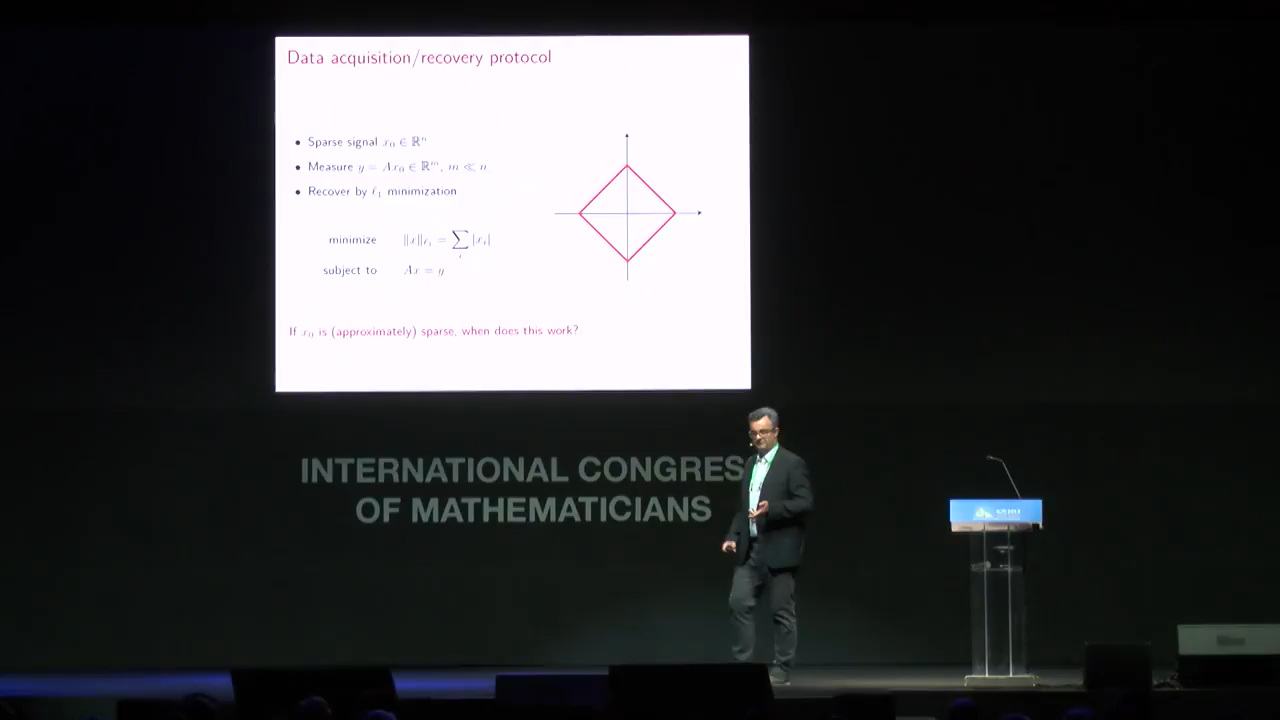 Data acquisition/recovery protocol
• Sparse signal x₀ ∈ ℝⁿ
• Measure y = Ax₀ ∈ ℝᵐ, m ≪ n
• Recover by ℓ₁ minimization
minimize ‖x‖ℓ₁ = ∑ᵢ |xᵢ|
subject to Ax = y
If x₀ is (approximately) sparse, when does this work?
INTERNATIONAL CONGRES
OF MATHEMATICIANS